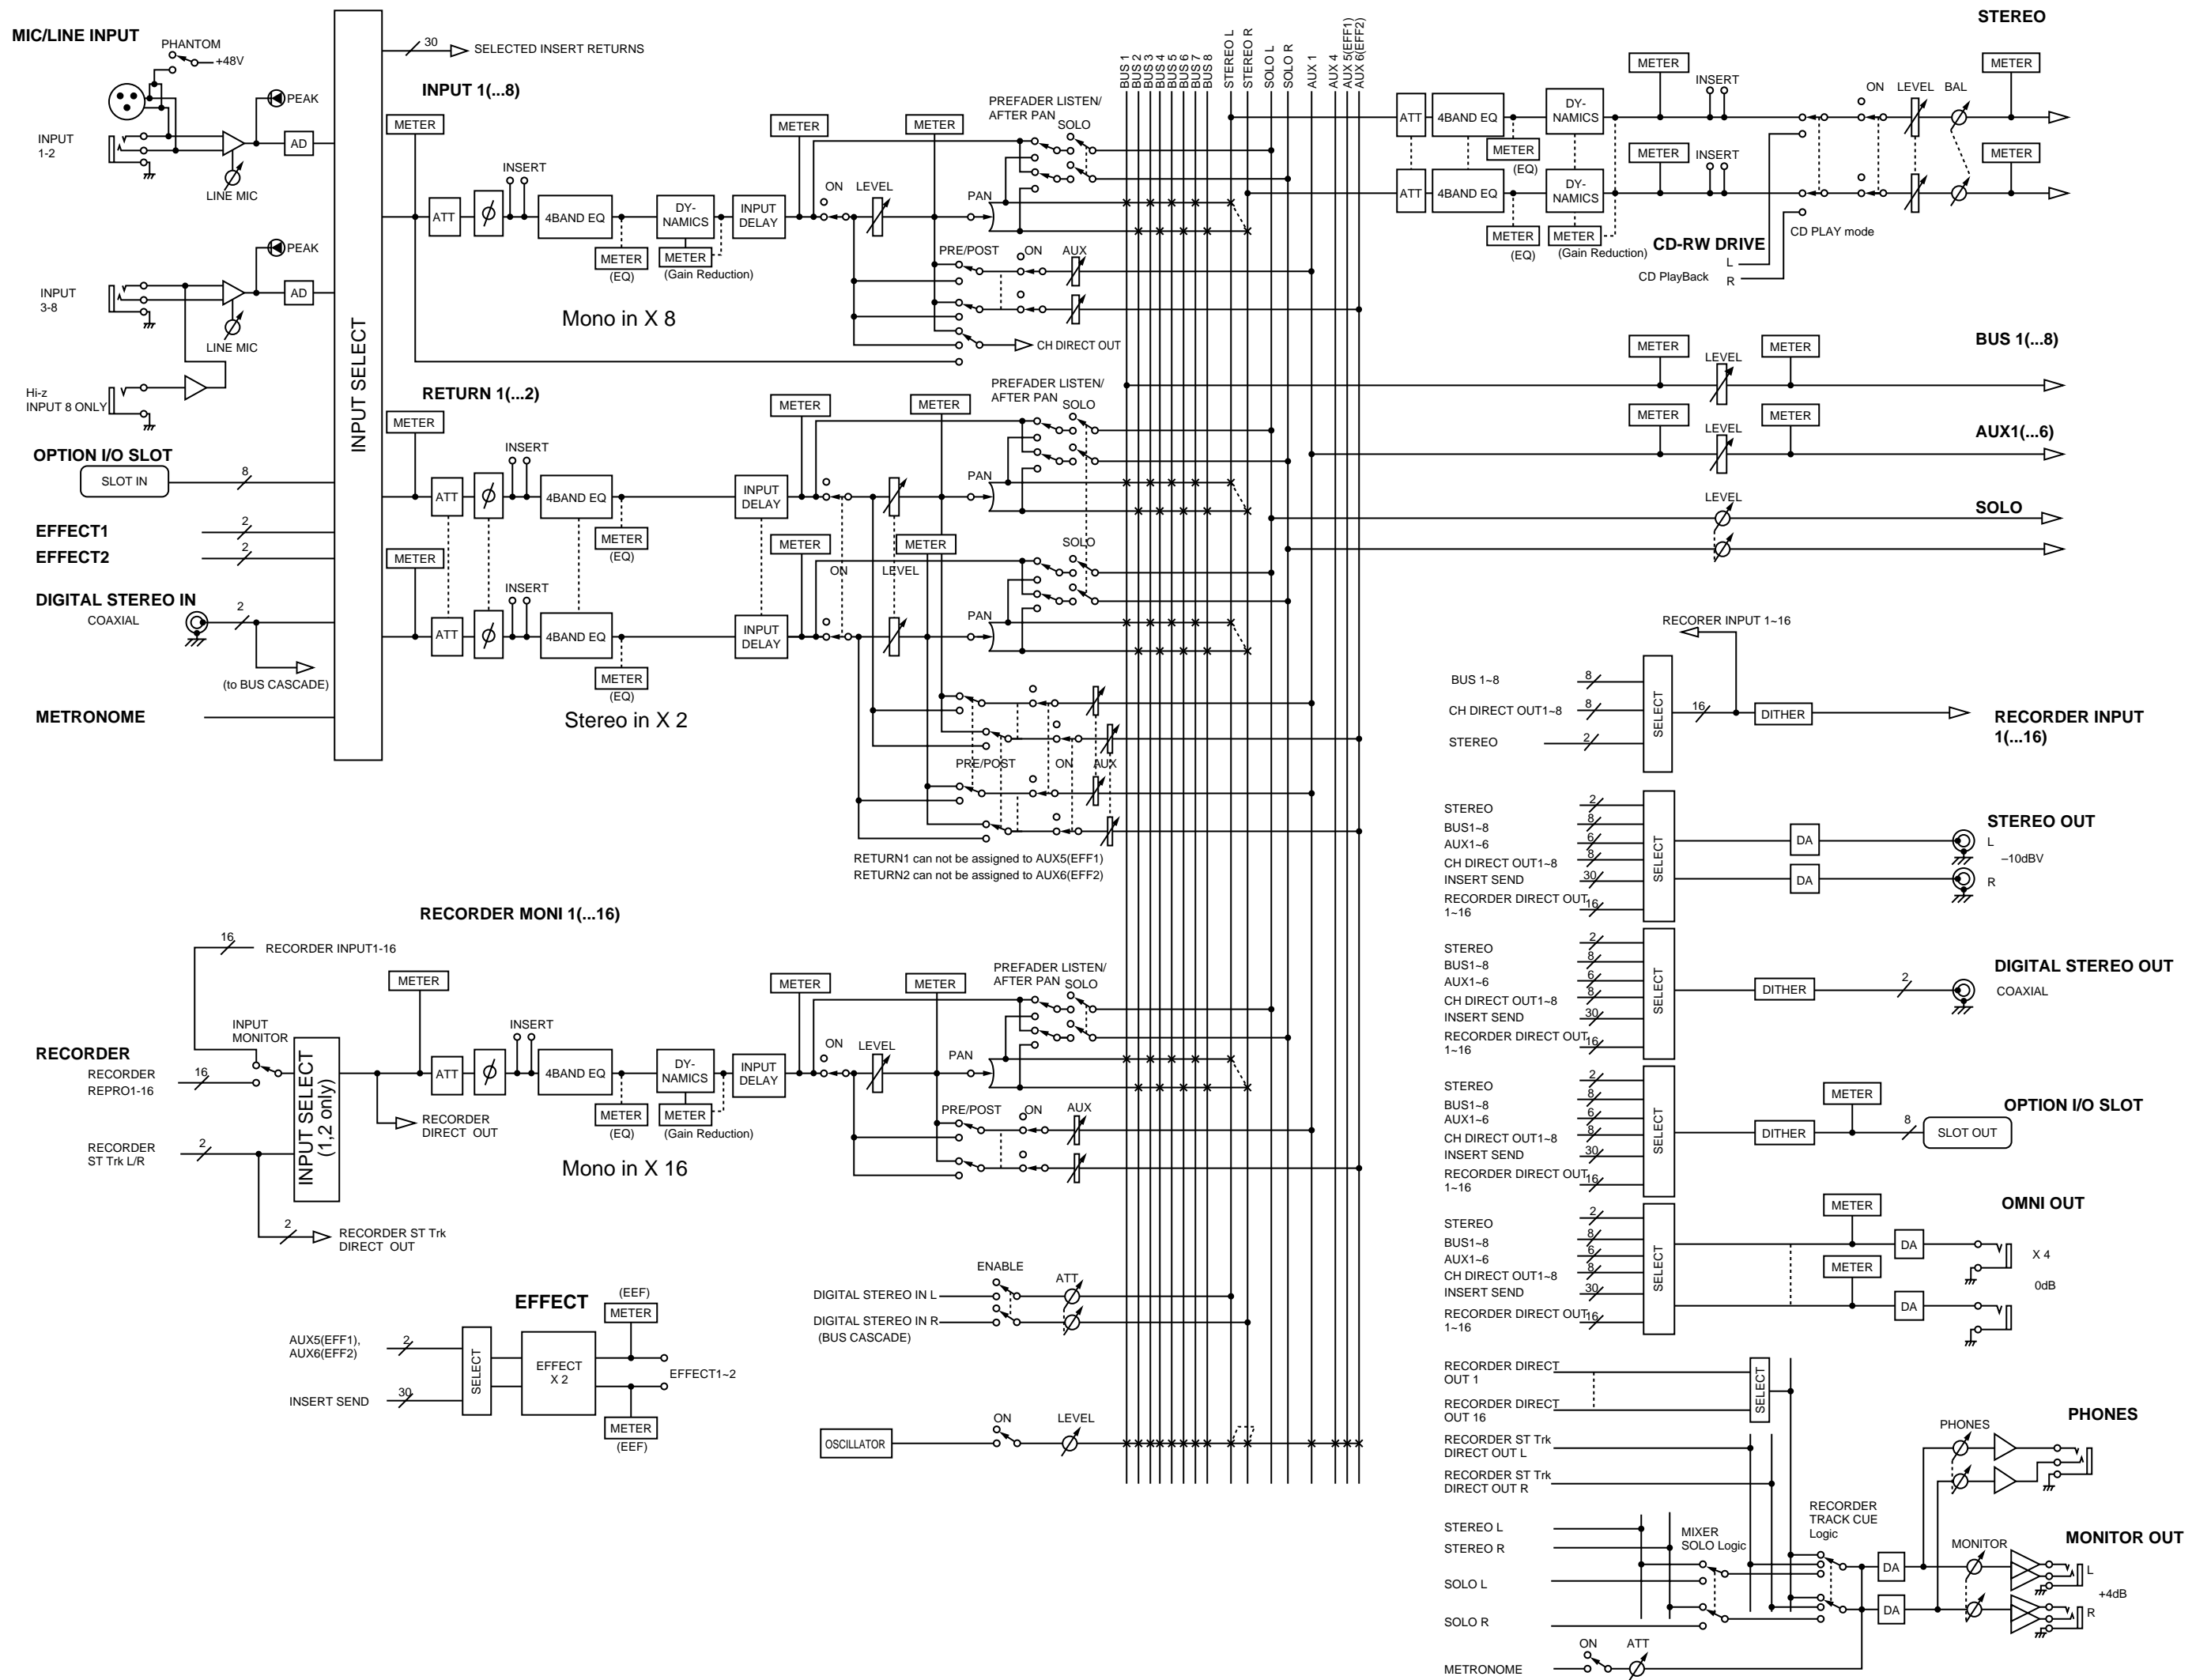 MIC/LINE INPUT
PHANTOM
+48V
PEAK
INPUT
1-2
AD
LINE MIC
PEAK
INPUT
3-8
AD
LINE MIC
Hi-z
INPUT 8 ONLY
OPTION I/O SLOT
SLOT IN
8
EFFECT1
2
EFFECT2
2
DIGITAL STEREO IN
COAXIAL
2
(to BUS CASCADE)
METRONOME
INPUT SELECT
30
SELECTED INSERT RETURNS
INPUT 1(...8)
METER
ATT
INSERT
4BAND EQ
METER
(EQ)
DY-
NAMICS
METER
(Gain Reduction)
INPUT
DELAY
METER
ON
LEVEL
METER
PREFADER LISTEN/
AFTER PAN
SOLO
PAN
PRE/POST
ON
AUX
CH DIRECT OUT
Mono in X 8
RETURN 1(...2)
METER
ATT
INSERT
4BAND EQ
METER
(EQ)
INPUT
DELAY
METER
METER
PREFADER LISTEN/
AFTER PAN
SOLO
PAN
METER
ATT
INSERT
4BAND EQ
METER
(EQ)
INPUT
DELAY
METER
ON
LEVEL
METER
SOLO
PAN
Stereo in X 2
PRE/POST
ON
AUX
RETURN1 can not be assigned to AUX5(EFF1)
RETURN2 can not be assigned to AUX6(EFF2)
RECORDER MONI 1(...16)
16
RECORDER INPUT1-16
INPUT
MONITOR
RECORDER
RECORDER
REPRO1-16
16
RECORDER
ST Trk L/R
2
INPUT SELECT
(1,2 only)
2
RECORDER ST Trk
DIRECT OUT
RECORDER
DIRECT OUT
METER
ATT
INSERT
4BAND EQ
METER
(EQ)
DY-
NAMICS
METER
(Gain Reduction)
INPUT
DELAY
METER
ON
LEVEL
METER
PREFADER LISTEN/
AFTER PAN
SOLO
PAN
PRE/POST
ON
AUX
Mono in X 16
EFFECT
AUX5(EFF1),
AUX6(EFF2)
2
INSERT SEND
30
SELECT
EFFECT
X 2
(EEF)
METER
METER
(EEF)
EFFECT1~2
ENABLE
ATT
DIGITAL STEREO IN L
DIGITAL STEREO IN R
(BUS CASCADE)
OSCILLATOR
ON
LEVEL
BUS 1
BUS 2
BUS 3
BUS 4
BUS 5
BUS 6
BUS 7
BUS 8
STEREO L
STEREO R
SOLO L
SOLO R
AUX 1
AUX 4
AUX 5(EFF1)
AUX 6(EFF2)
STEREO
ATT
4BAND EQ
METER
(EQ)
DY-
NAMICS
METER
INSERT
ON
LEVEL
BAL
METER
ATT
4BAND EQ
METER
(EQ)
DY-
NAMICS
METER
(Gain Reduction)
METER
INSERT
METER
CD-RW DRIVE
L
CD PlayBack
R
CD PLAY mode
BUS 1(...8)
METER
LEVEL
METER
AUX1(...6)
METER
LEVEL
METER
SOLO
LEVEL
RECORER INPUT 1~16
BUS 1~8
8
CH DIRECT OUT1~8
8
STEREO
2
SELECT
16
DITHER
RECORDER INPUT
1(...16)
STEREO
2
BUS1~8
8
AUX1~6
6
CH DIRECT OUT1~8
8
INSERT SEND
30
RECORDER DIRECT OUT
1~16
16
SELECT
DA
DA
STEREO OUT
L
–10dBV
R
STEREO
2
BUS1~8
8
AUX1~6
6
CH DIRECT OUT1~8
8
INSERT SEND
30
RECORDER DIRECT OUT
1~16
16
SELECT
DITHER
2
DIGITAL STEREO OUT
COAXIAL
STEREO
2
BUS1~8
8
AUX1~6
6
CH DIRECT OUT1~8
8
INSERT SEND
30
RECORDER DIRECT OUT
1~16
16
SELECT
DITHER
METER
8
OPTION I/O SLOT
SLOT OUT
STEREO
2
BUS1~8
8
AUX1~6
6
CH DIRECT OUT1~8
8
INSERT SEND
30
RECORDER DIRECT OUT
1~16
16
SELECT
METER
DA
METER
DA
OMNI OUT
X 4
0dB
RECORDER DIRECT
OUT 1
RECORDER DIRECT
OUT 16
SELECT
RECORDER ST Trk
DIRECT OUT L
RECORDER ST Trk
DIRECT OUT R
STEREO L
STEREO R
SOLO L
SOLO R
MIXER
SOLO Logic
RECORDER
TRACK CUE
Logic
METRONOME
ON
ATT
DA
DA
PHONES
PHONES
MONITOR
MONITOR OUT
L
+4dB
R